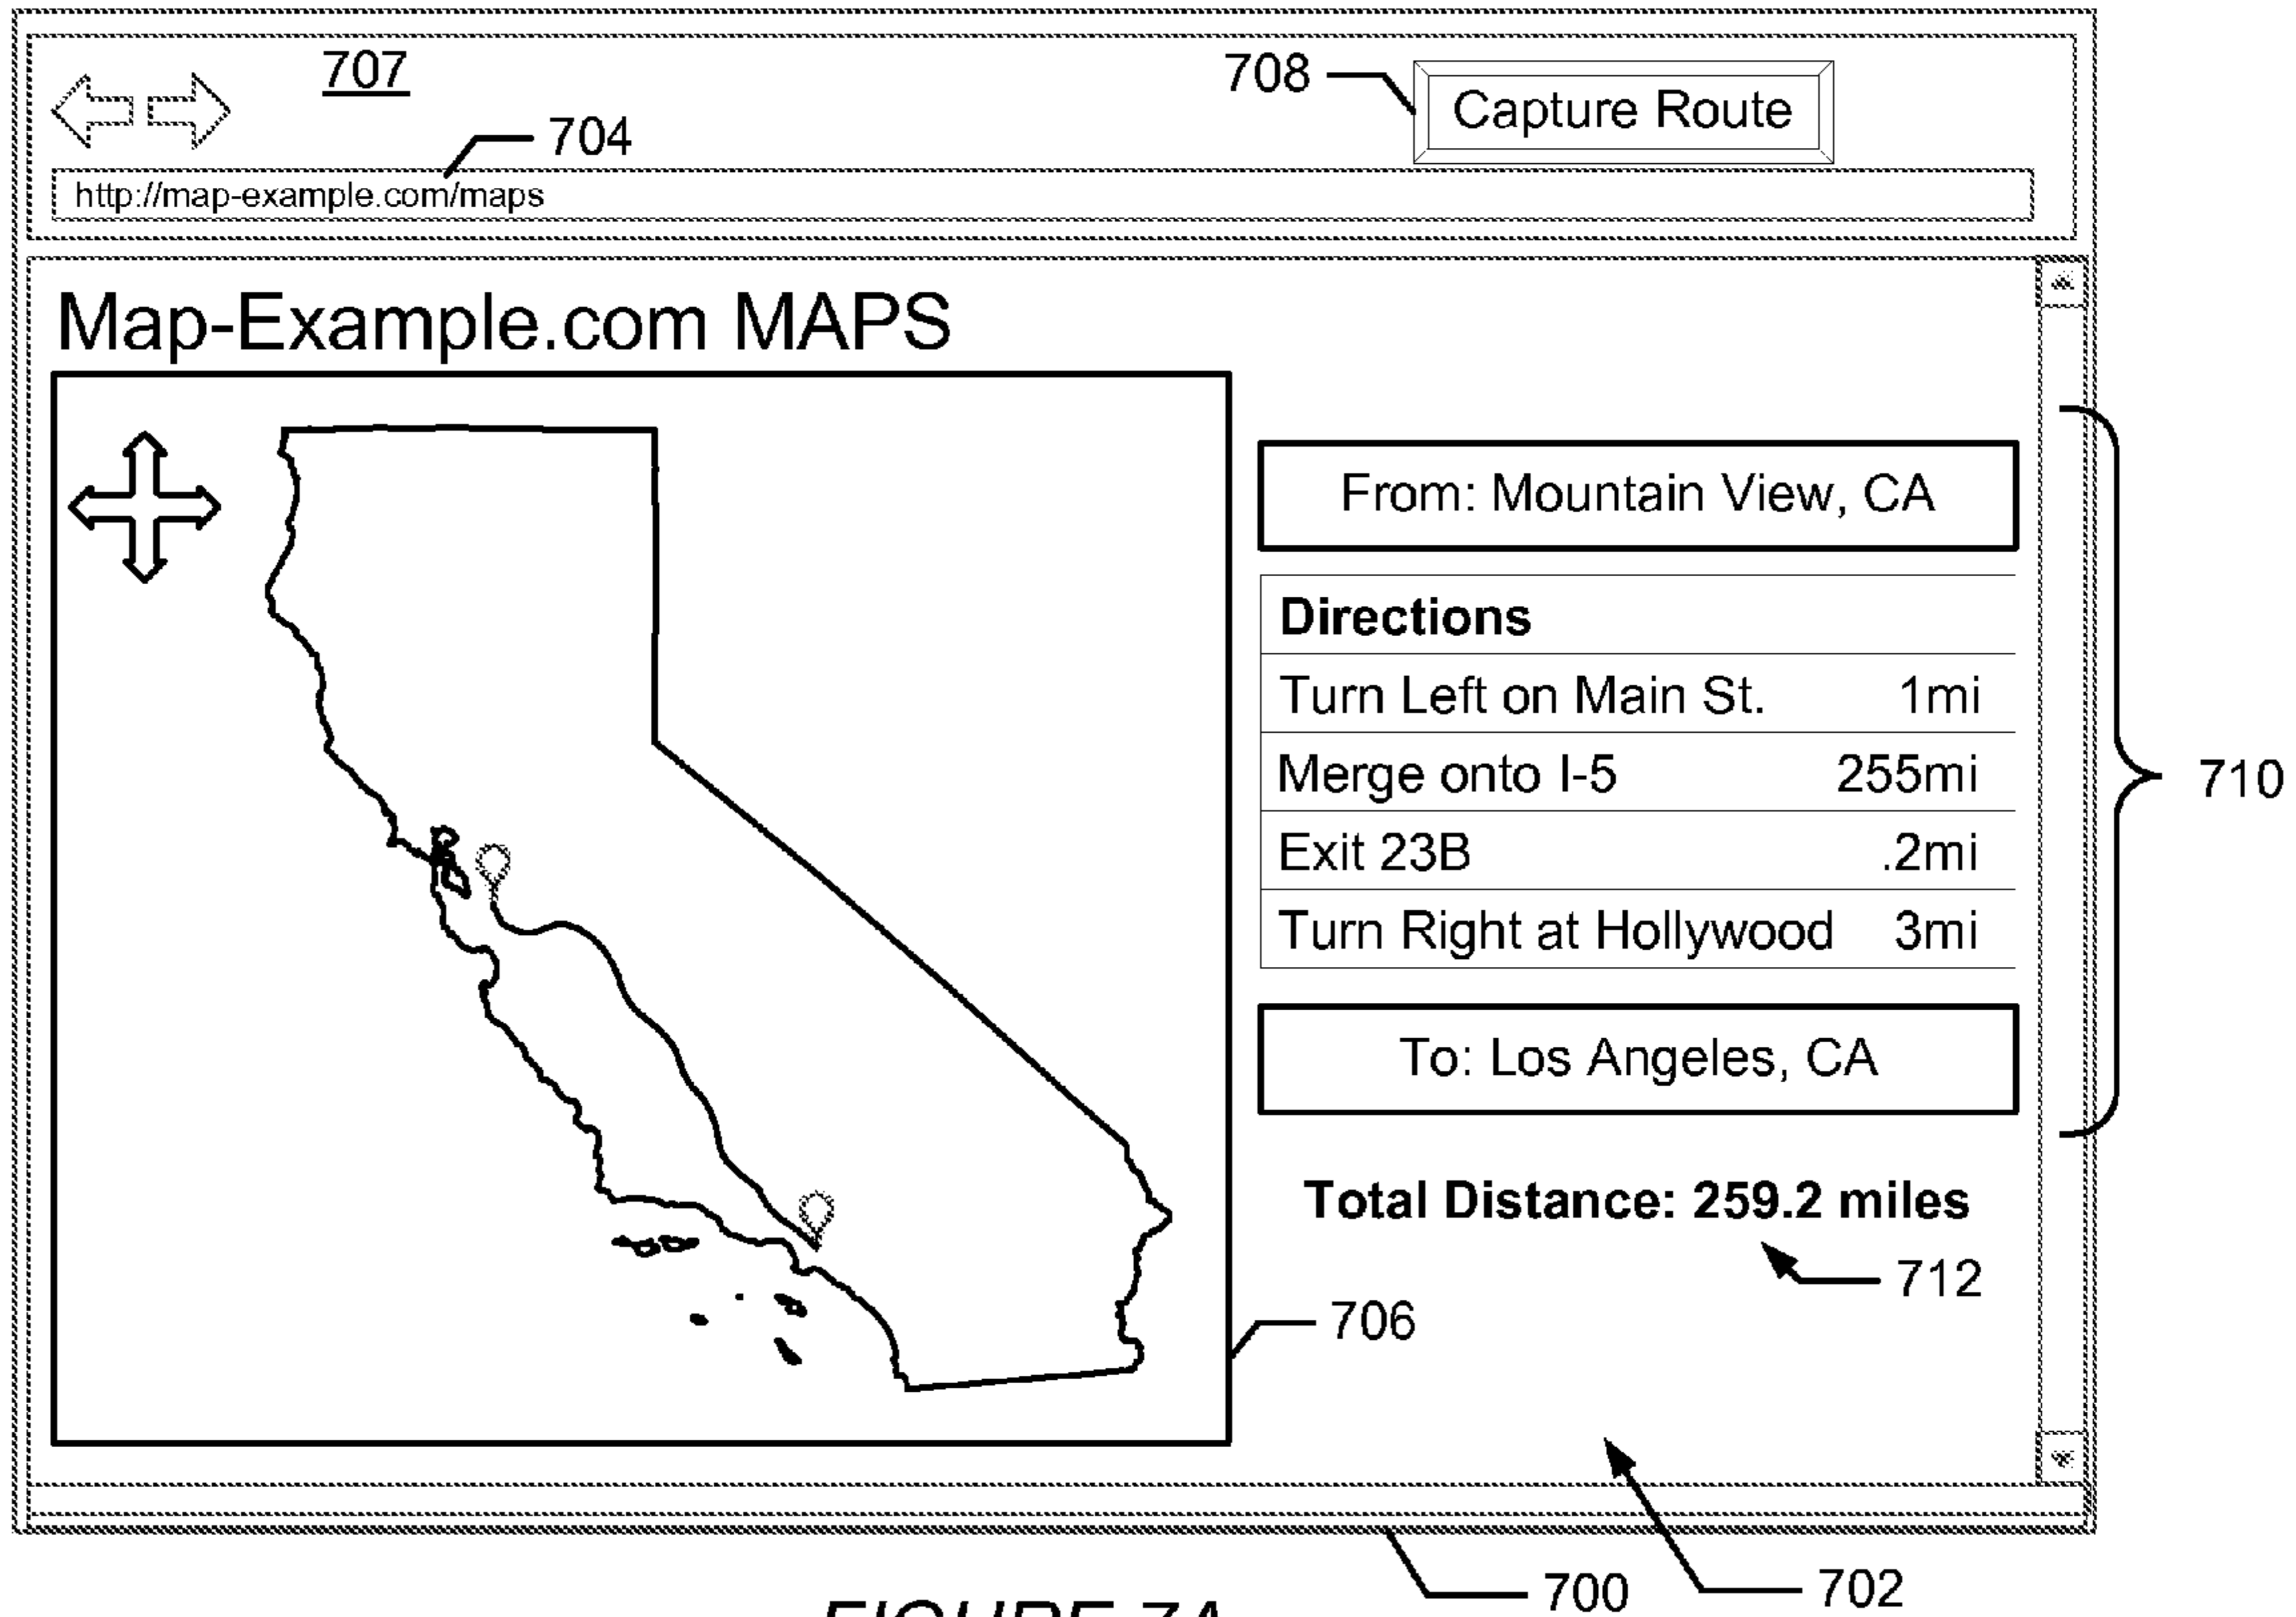 707
708
Capture Route
704
http://map-example.com/maps
Map-Example.com MAPS
From: Mountain View, CA
Directions
Turn Left on Main St. 1mi
Merge onto I-5 255mi
710
Exit 23B .2mi
Turn Right at Hollywood 3mi
To: Los Angeles, CA
Total Distance: 259.2 miles
712
706
700
702
FIGURE 7A